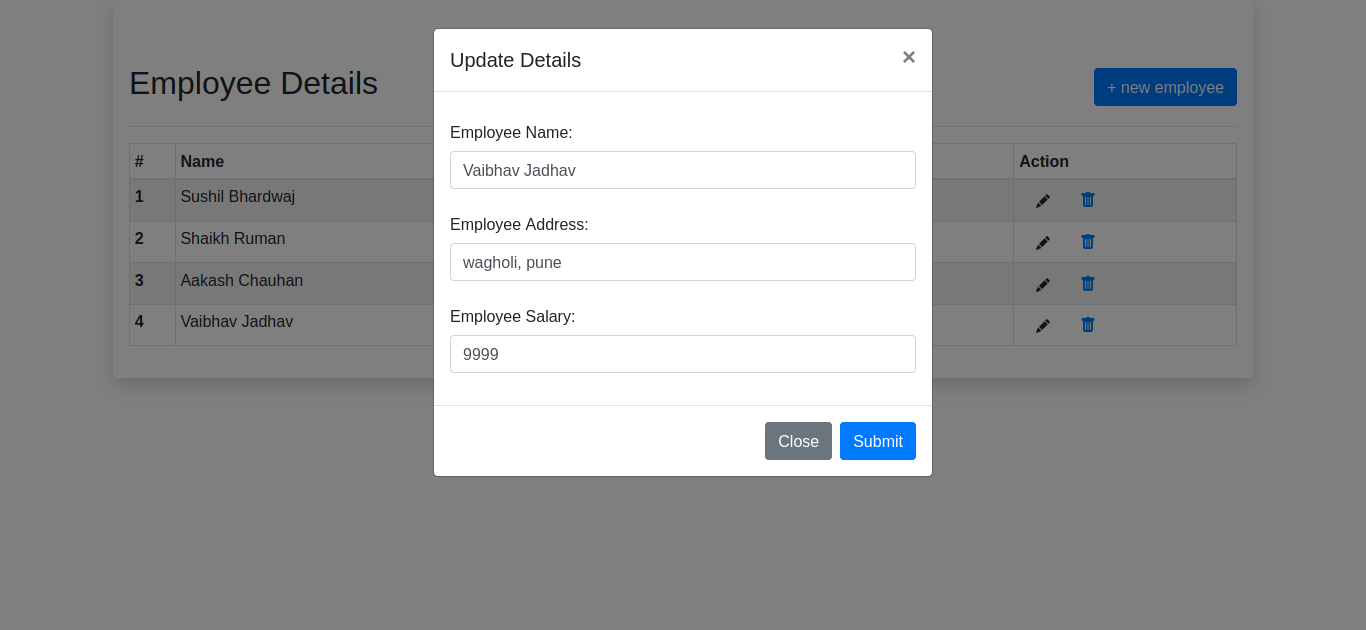 Update Details ×
Employee Details
+ new employee
Employee Name:
Vaibhav Jadhav
# Name Action
1 Sushil Bhardwaj
2 Shaikh Ruman
3 Aakash Chauhan
4 Vaibhav Jadhav
Employee Address:
wagholi, pune
Employee Salary:
9999
Close Submit